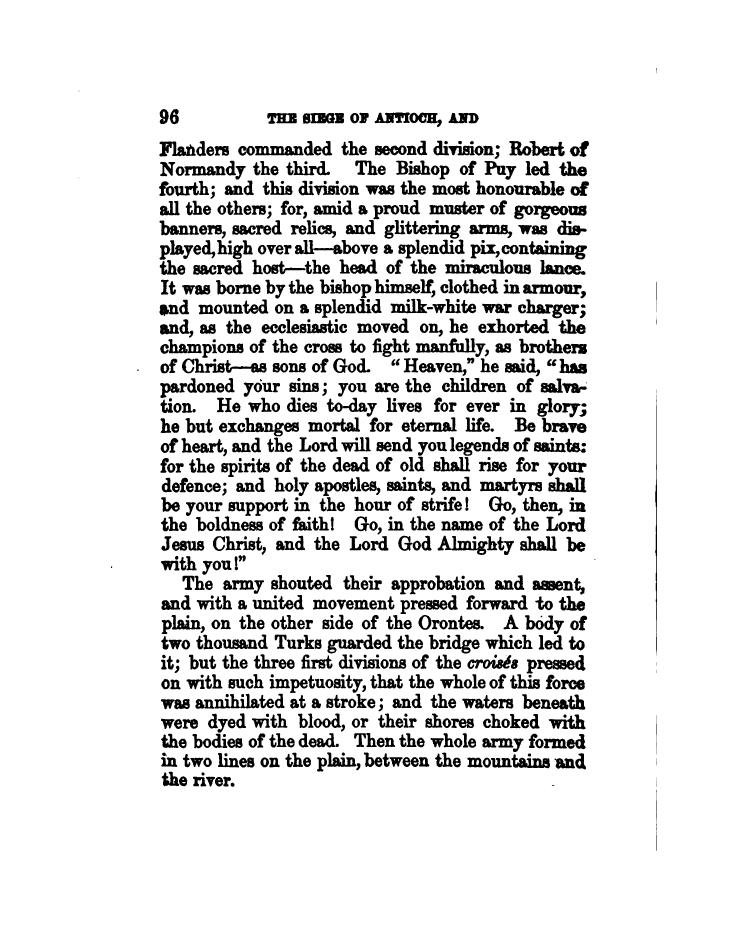 96 THE SIEGE OF ANTIOCH, AND
Flanders commanded the second division; Robert of
Normandy the third. The Bishop of Puy led the
fourth; and this division was the most honourable of
all the others; for, amid a proud muster of gorgeous
banners, sacred relics, and glittering arms, was dis-
played, high over all—above a splendid pix, containing
the sacred host—the head of the miraculous lance.
It was borne by the bishop himself, clothed in armour,
and mounted on a splendid milk-white war charger;
and, as the ecclesiastic moved on, he exhorted the
champions of the cross to fight manfully, as brothers
of Christ—as sons of God. "Heaven," he said, "has
pardoned your sins; you are the children of salva-
tion. He who dies to-day lives for ever in glory;
he but exchanges mortal for eternal life. Be brave
of heart, and the Lord will send you legends of saints:
for the spirits of the dead of old shall rise for your
defence; and holy apostles, saints, and martyrs shall
be your support in the hour of strife! Go, then, in
the boldness of faith! Go, in the name of the Lord
Jesus Christ, and the Lord God Almighty shall be
with you!"
The army shouted their approbation and assent,
and with a united movement pressed forward to the
plain, on the other side of the Orontes. A body of
two thousand Turks guarded the bridge which led to
it; but the three first divisions of the croisés pressed
on with such impetuosity, that the whole of this force
was annihilated at a stroke; and the waters beneath
were dyed with blood, or their shores choked with
the bodies of the dead. Then the whole army formed
in two lines on the plain, between the mountains and
the river.